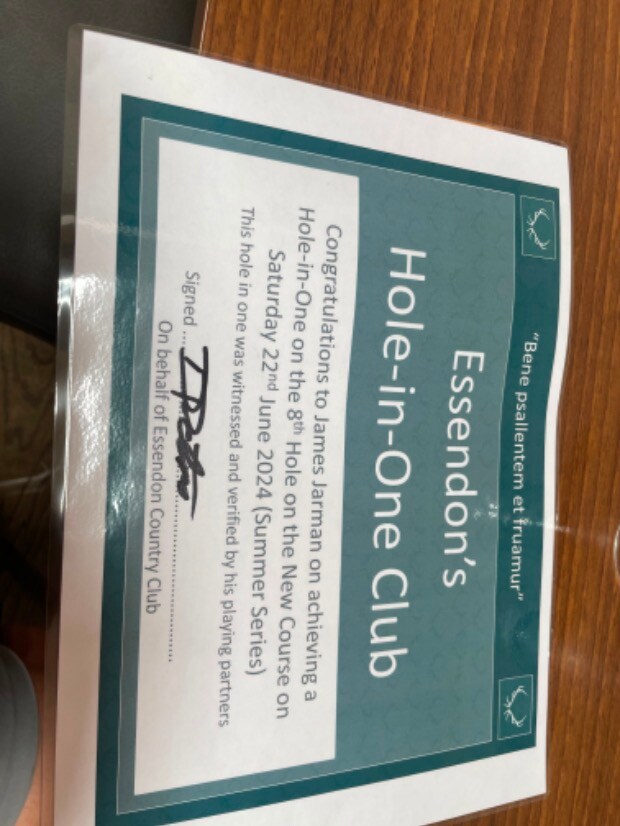 "Bene psallentem et fruamur"
Essendon's
Hole-in-One Club
Congratulations to James Jarman on achieving a
Hole-in-One on the 8th Hole on the New Course on
Saturday 22nd June 2024 (Summer Series)
This hole in one was witnessed and verified by his playing partners
Signed ....................
On behalf of Essendon Country Club